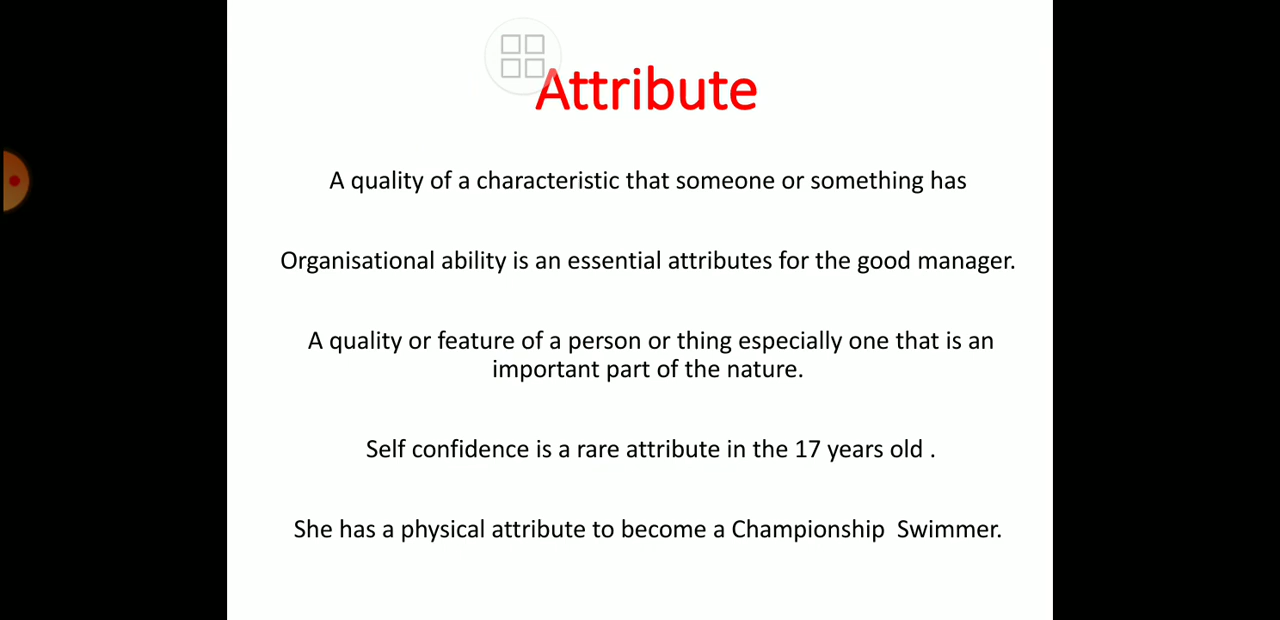 Attribute
A quality of a characteristic that someone or something has
Organisational ability is an essential attributes for the good manager.
A quality or feature of a person or thing especially one that is an
important part of the nature.
Self confidence is a rare attribute in the 17 years old .
She has a physical attribute to become a Championship  Swimmer.